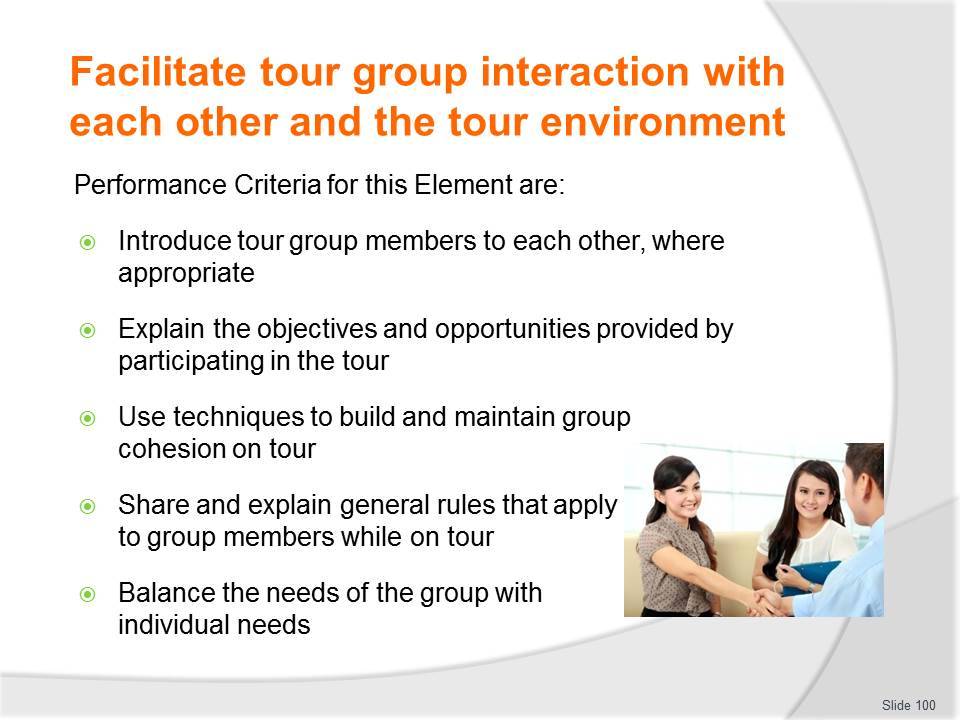 Facilitate tour group interaction with
each other and the tour environment
Performance Criteria for this Element are:
Introduce tour group members to each other, where
appropriate
Explain the objectives and opportunities provided by
participating in the tour
Use techniques to build and maintain group
cohesion on tour
Share and explain general rules that apply
to group members while on tour
Balance the needs of the group with
individual needs
Slide 100